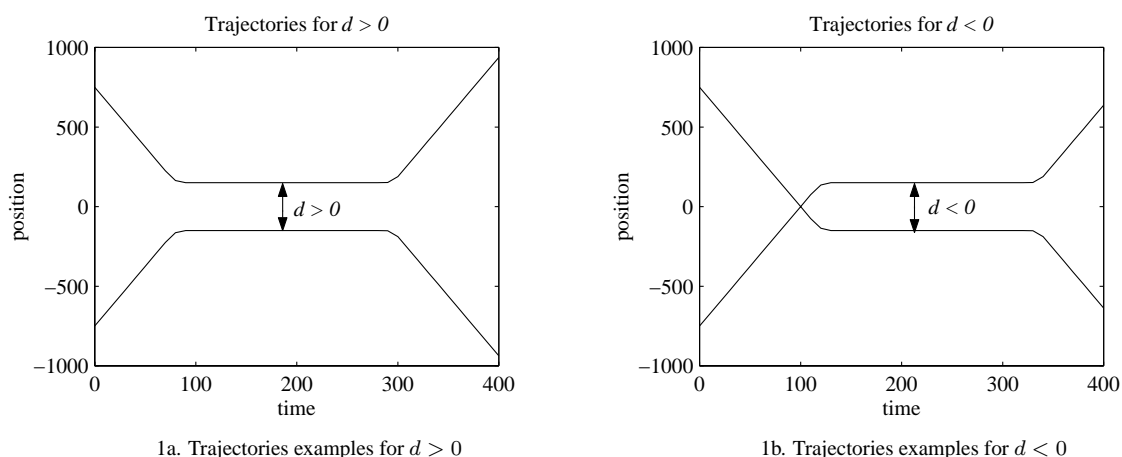 Trajectories for d > 0
1000
500
0
−500
−1000
position
d > 0
0
100
200
300
400
time
1a. Trajectories examples for d > 0
Trajectories for d < 0
1000
500
0
−500
−1000
position
d < 0
0
100
200
300
400
time
1b. Trajectories examples for d < 0